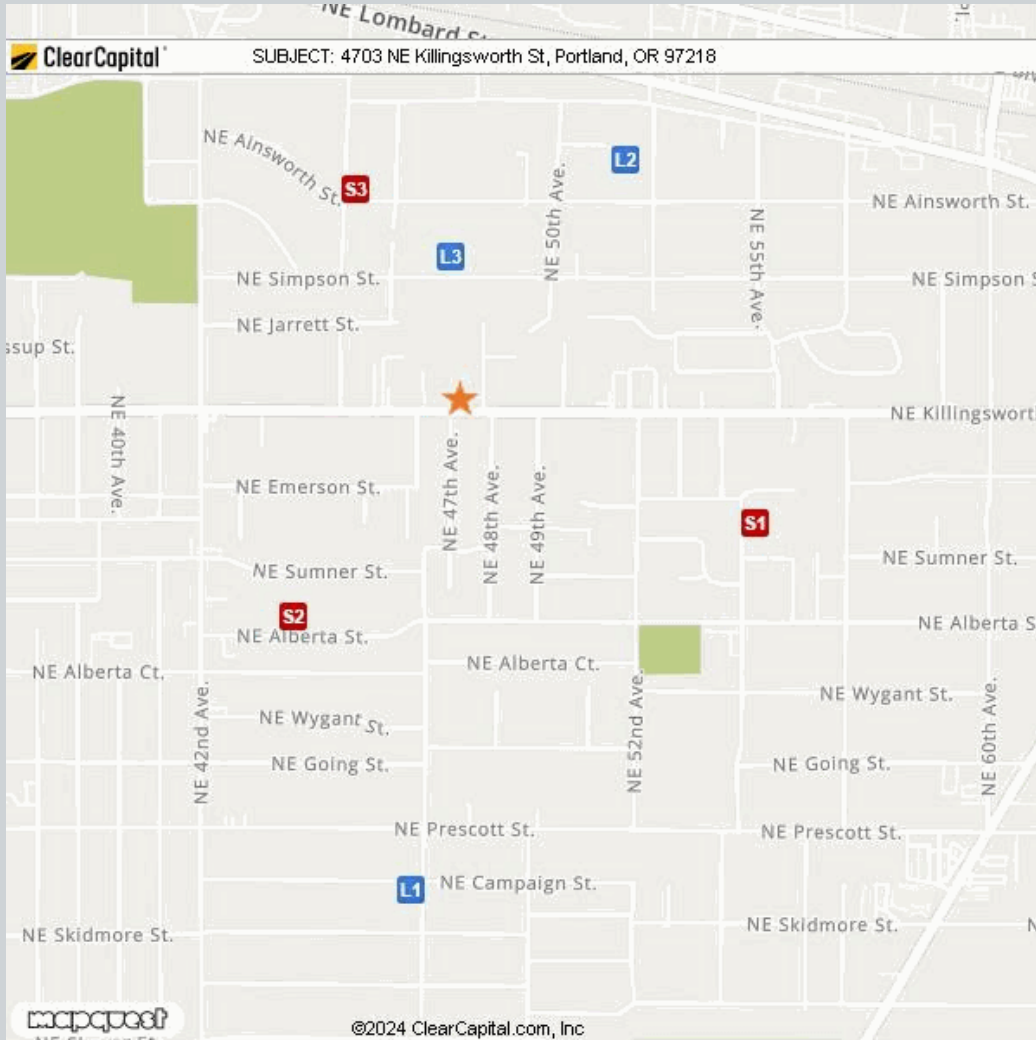 NE Lombard St.
ClearCapital
SUBJECT: 4703 NE Killingsworth St, Portland, OR 97218
NE Ainsworth St.
S3
L2
NE 50th Ave.
NE 55th Ave.
NE Ainsworth St.
L3
NE Simpson St.
NE Simpson S
NE Jarrett St.
ssup St.
NE 40th Ave.
NE Killingswort
NE Emerson St.
NE 47th Ave.
NE 48th Ave.
NE 49th Ave.
S1
NE Sumner St.
NE Sumner St.
S2
NE Alberta St.
NE Alberta S
NE Alberta Ct.
NE Alberta Ct.
NE 42nd Ave.
NE 52nd Ave.
NE Wygant St.
NE 60th Ave.
NE Wygant St.
NE Going St.
NE Going St.
NE Prescott St.
NE Prescott St.
L1
NE Campaign St.
NE Skidmore St.
NE Skidmore St.
N
mapquest
©2024 ClearCapital.com, Inc